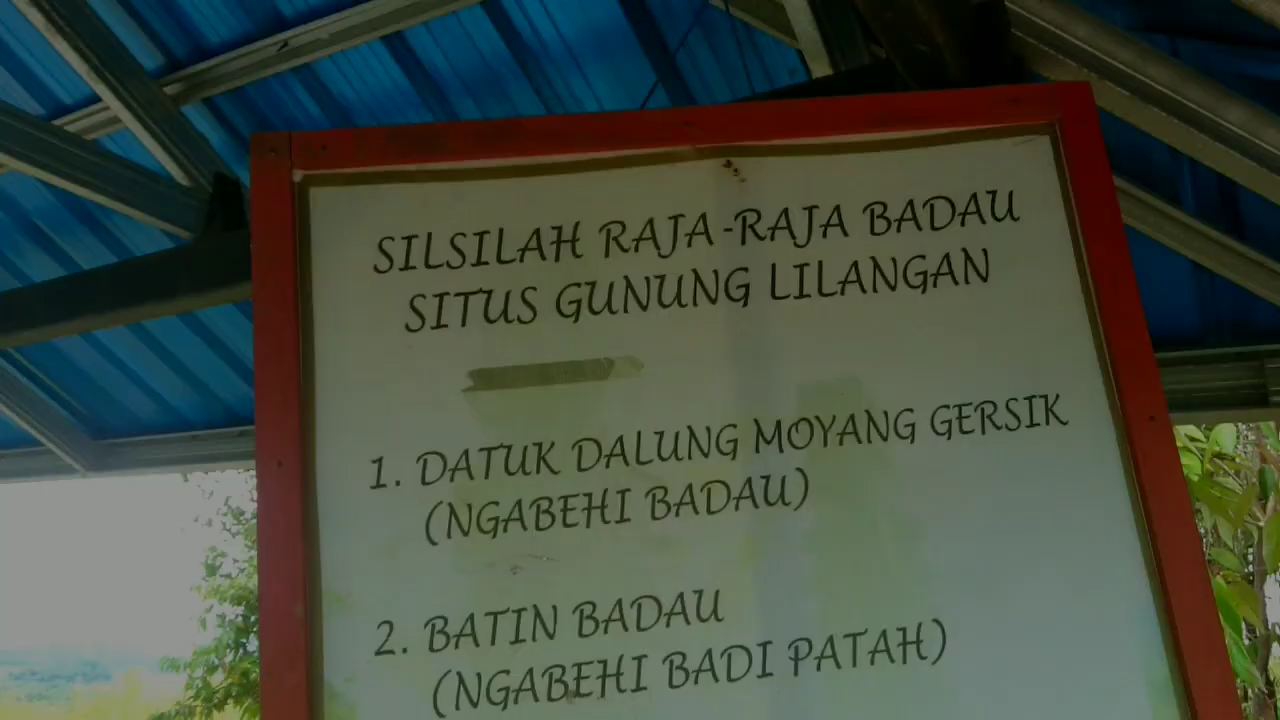 SILSILAH RAJA-RAJA BADAU
SITUS GUNUNG LILANGAN
1. DATUK DALUNG MOYANG GERSIK
(NGABEHI BADAU)
2. BATIN BADAU
(NGABEHI BADI PATAH)